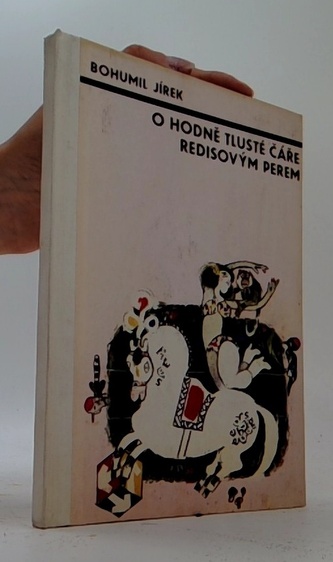 BOHUMIL JÍREK
O HODNĚ TLUSTÉ ČÁŘE
REDISOVÝM PEREM